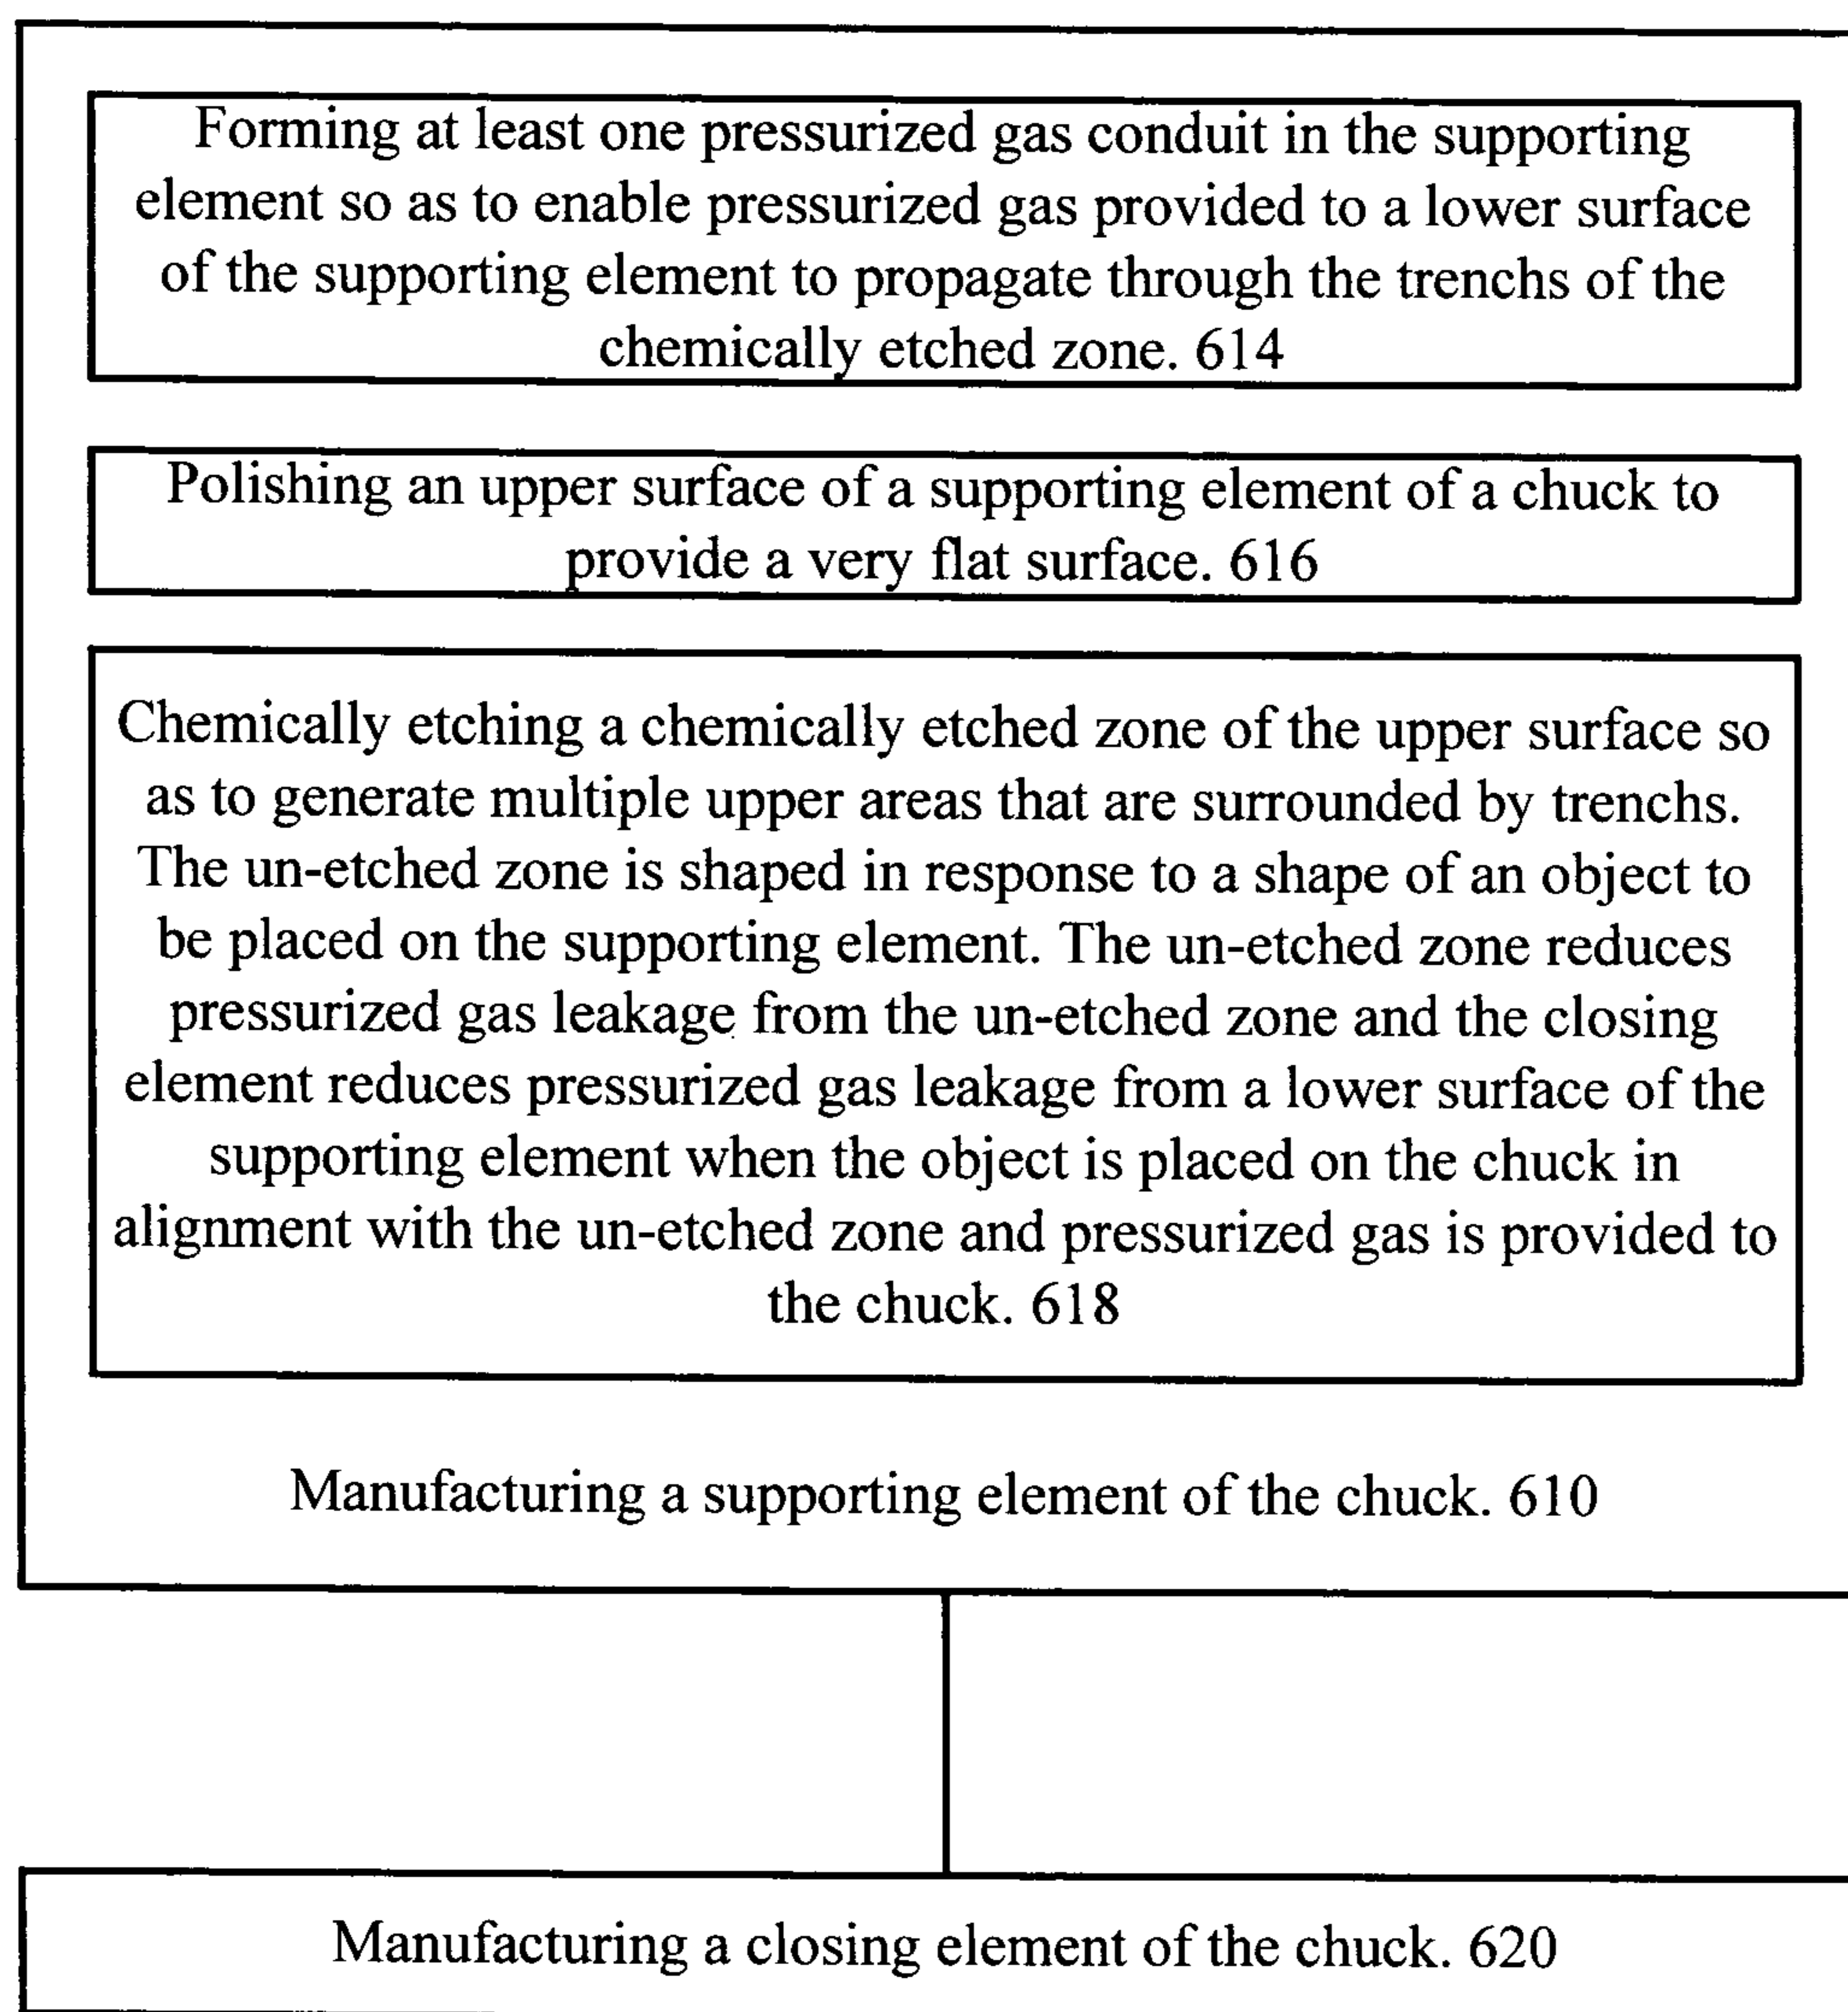 Forming at least one pressurized gas conduit in the supporting
element so as to enable pressurized gas provided to a lower surface
of the supporting element to propagate through the trenchs of the
chemically etched zone. 614
Polishing an upper surface of a supporting element of a chuck to
provide a very flat surface. 616
Chemically etching a chemically etched zone of the upper surface so
as to generate multiple upper areas that are surrounded by trenchs.
The un-etched zone is shaped in response to a shape of an object to
be placed on the supporting element. The un-etched zone reduces
pressurized gas leakage from the un-etched zone and the closing
element reduces pressurized gas leakage from a lower surface of the
supporting element when the object is placed on the chuck in
alignment with the un-etched zone and pressurized gas is provided to
the chuck. 618
Manufacturing a supporting element of the chuck. 610
Manufacturing a closing element of the chuck. 620